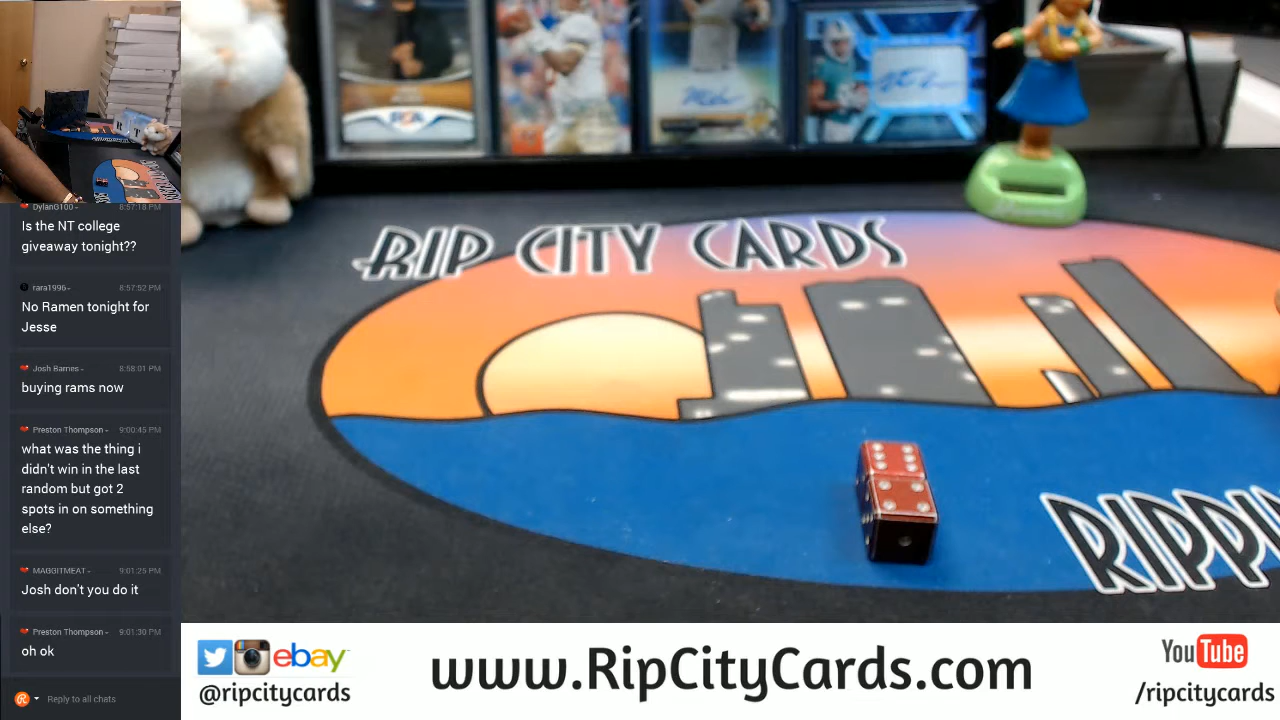 DylanG100 - 8:57:18 PM
Is the NT college
giveaway tonight??
rara1996 - 8:57:52 PM
No Ramen tonight for
Jesse
Josh Barnes - 8:58:01 PM
buying rams now
Preston Thompson - 9:00:45 PM
what was the thing i
didn't win in the last
random but got 2
spots in on something
else?
MAGGITMEAT - 9:01:25 PM
Josh don't you do it
Preston Thompson - 9:01:30 PM
oh ok
Reply to all chats
PSA
RIP CITY CARDS
RIPPI
ebay
@ripcitycards
www.RipCityCards.com
YouTube
/ripcitycards